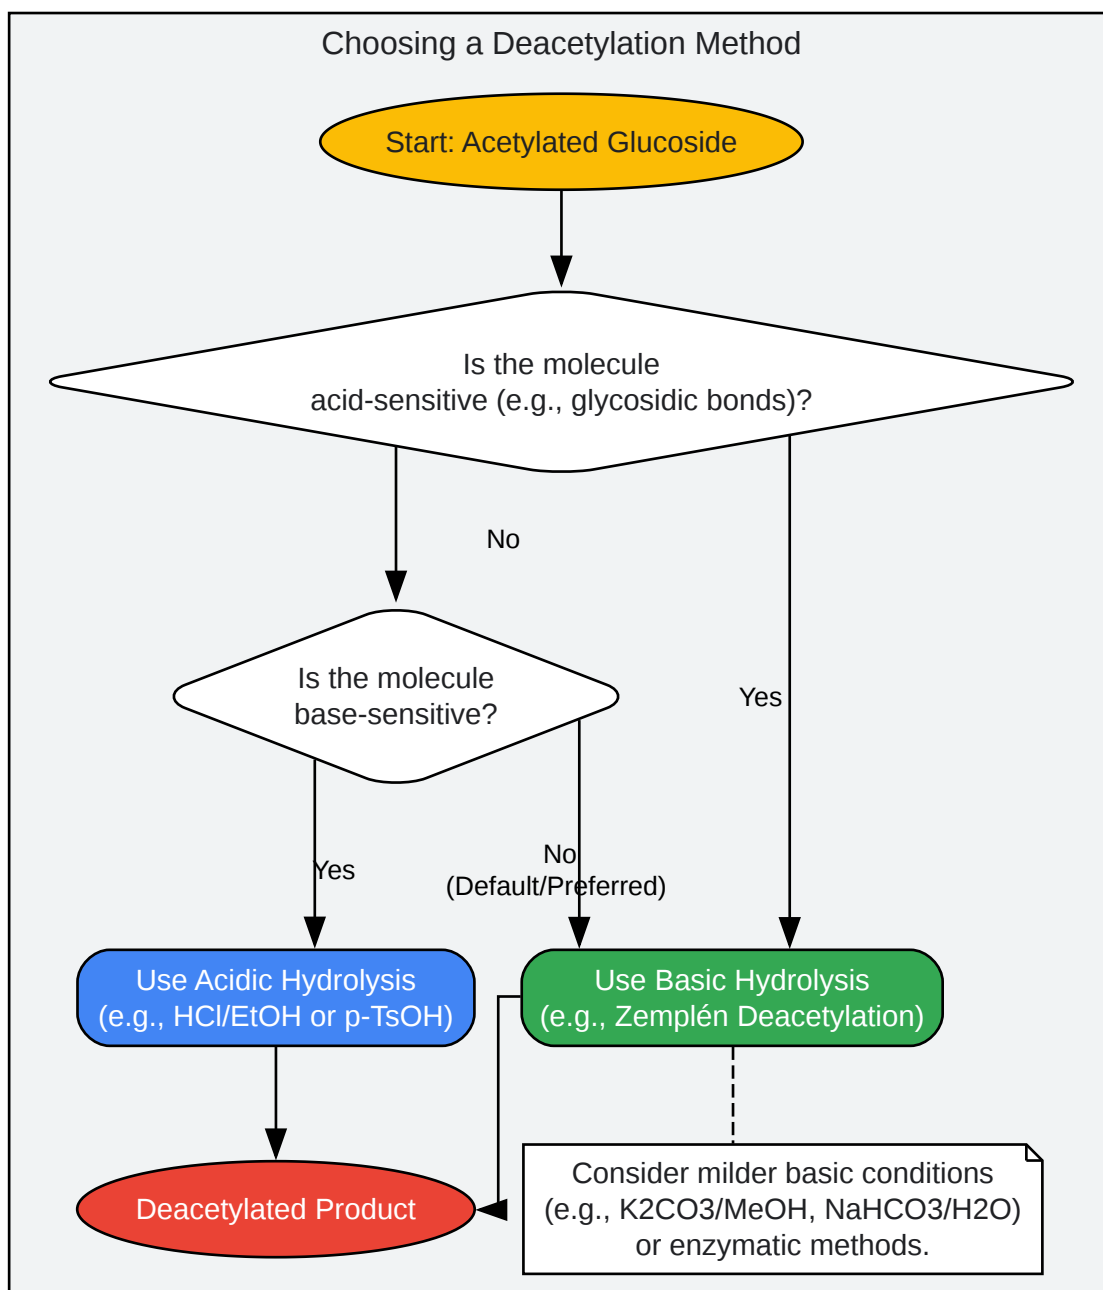 Choosing a Deacetylation Method
Start: Acetylated Glucoside
Is the molecule
acid-sensitive (e.g., glycosidic bonds)?
No
Is the molecule
base-sensitive?
Yes
Yes
No
(Default/Preferred)
Use Acidic Hydrolysis
(e.g., HCl/EtOH or p-TsOH)
Use Basic Hydrolysis
(e.g., Zemplén Deacetylation)
Deacetylated Product
Consider milder basic conditions
(e.g., K2CO3/MeOH, NaHCO3/H2O)
or enzymatic methods.